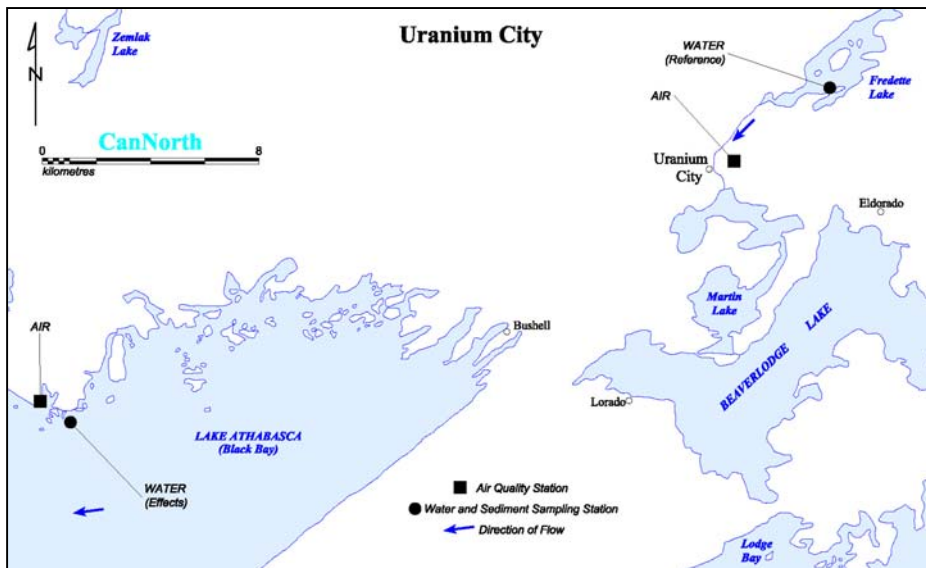 Uranium City
Zemlak
Lake
N
CanNorth
0 8
kilometres
WATER
(Reference)
Fredette
Lake
AIR
Uranium
City
Eldorado
Martin
Lake
BEAVERLODGE LAKE
Bushell
Lorado
AIR
LAKE ATHABASCA
(Black Bay)
WATER
(Effects)
Air Quality Station
Water and Sediment Sampling Station
Direction of Flow
Lodge
Bay